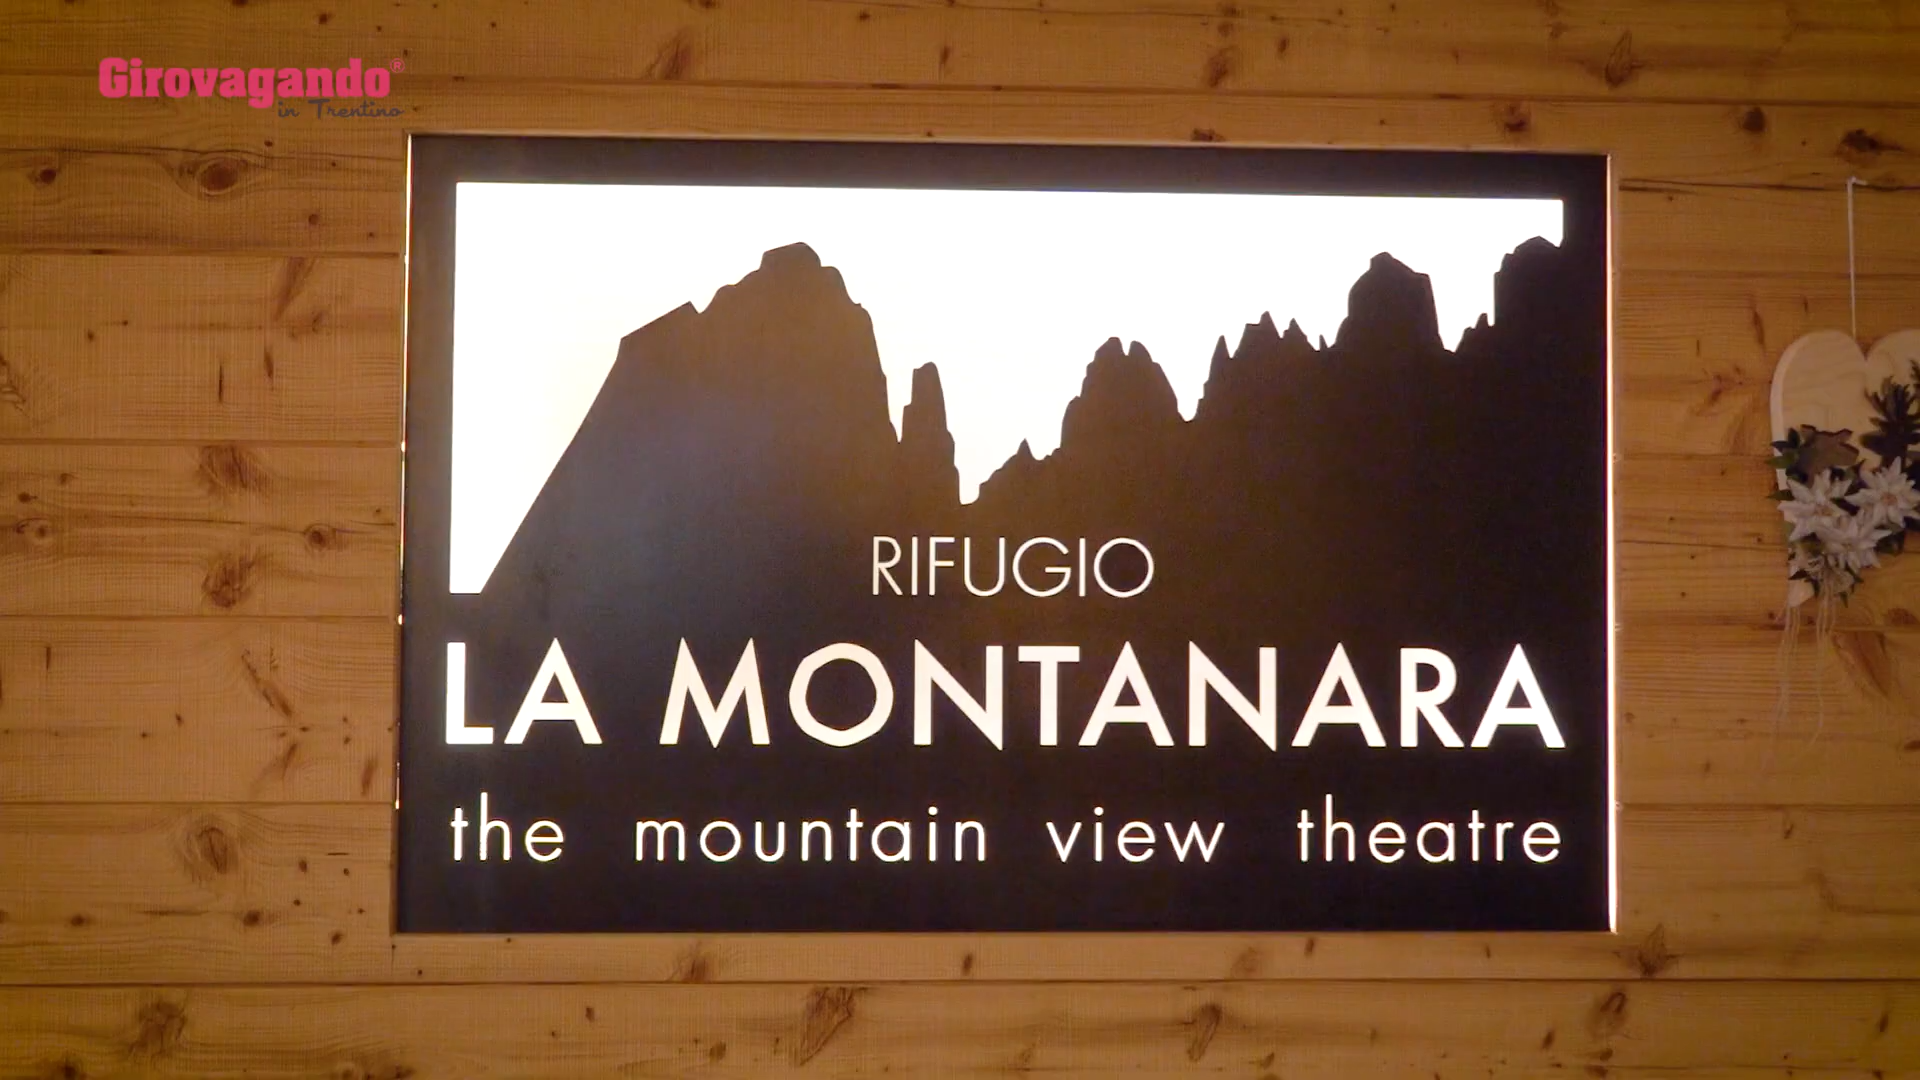 Girovagando®
in Trentino
RIFUGIO
LA MONTANARA
the mountain view theatre